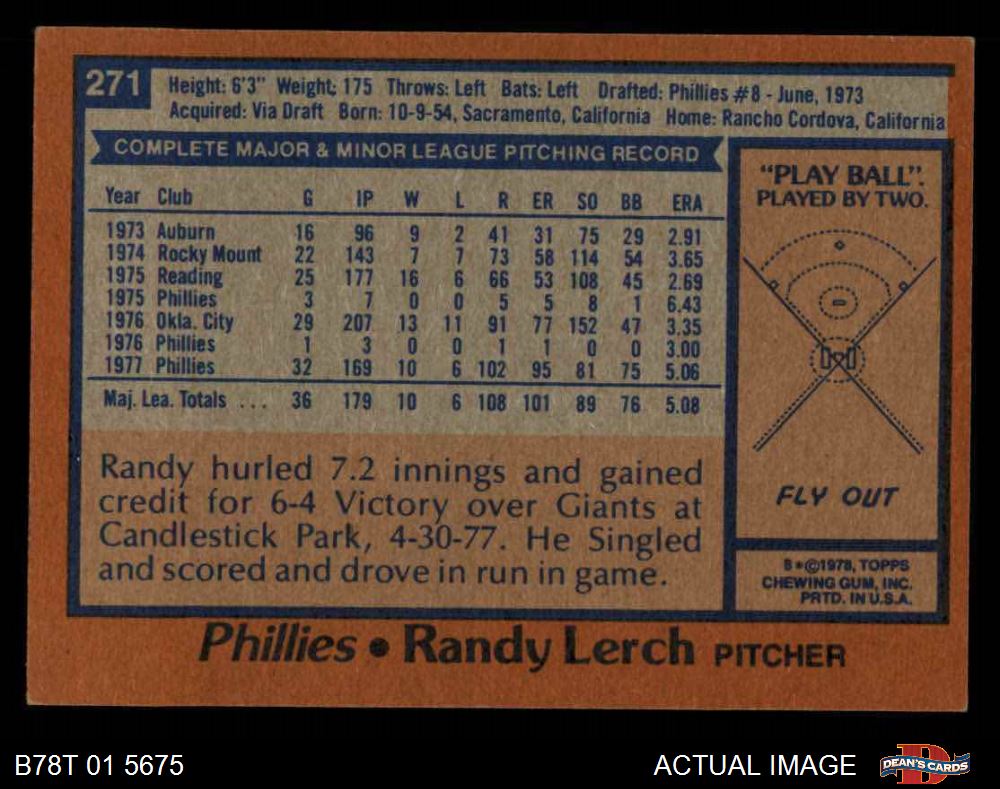 271
Height: 6'3" Weight: 175 Throws: Left Bats: Left Drafted: Phillies #8 - June, 1973
Acquired: Via Draft Born: 10-9-54, Sacramento, California Home: Rancho Cordova, California
COMPLETE MAJOR & MINOR LEAGUE PITCHING RECORD
Year Club G IP W L R ER SO BB ERA
1973 Auburn 16 96 9 2 41 31 75 29 2.91
1974 Rocky Mount 22 143 7 7 73 58 114 54 3.65
1975 Reading 25 177 16 6 66 53 108 45 2.69
1975 Phillies 3 7 0 0 5 5 8 1 6.43
1976 Okla. City 29 207 13 11 91 77 152 47 3.35
1976 Phillies 1 3 0 0 1 1 0 0 3.00
1977 Phillies 32 169 10 6 102 95 81 75 5.06
Maj. Lea. Totals ... 36 179 10 6 108 101 89 76 5.08
Randy hurled 7.2 innings and gained
credit for 6-4 Victory over Giants at
Candlestick Park, 4-30-77. He Singled
and scored and drove in run in game.
"PLAY BALL".
PLAYED BY TWO.
FLY OUT
B*©1978, TOPPS
CHEWING GUM, INC.
PRTD. IN U.S.A.
Phillies • Randy Lerch PITCHER
B78T 01 5675
ACTUAL IMAGE
DEAN'S CARDS